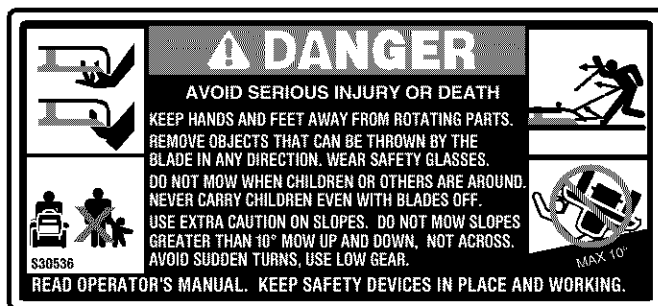 DANGER
AVOID SERIOUS INJURY OR DEATH
KEEP HANDS AND FEET AWAY FROM ROTATING PARTS.
REMOVE OBJECTS THAT CAN BE THROWN BY THE
BLADE IN ANY DIRECTION. WEAR SAFETY GLASSES.
DO NOT MOW WHEN CHILDREN OR OTHERS ARE AROUND.
NEVER CARRY CHILDREN EVEN WITH BLADES OFF.
USE EXTRA CAUTION ON SLOPES. DO NOT MOW SLOPES
GREATER THAN 10° MOW UP AND DOWN, NOT ACROSS.
AVOID SUDDEN TURNS, USE LOW GEAR.
S30536
MAX 10°
READ OPERATOR'S MANUAL. KEEP SAFETY DEVICES IN PLACE AND WORKING.